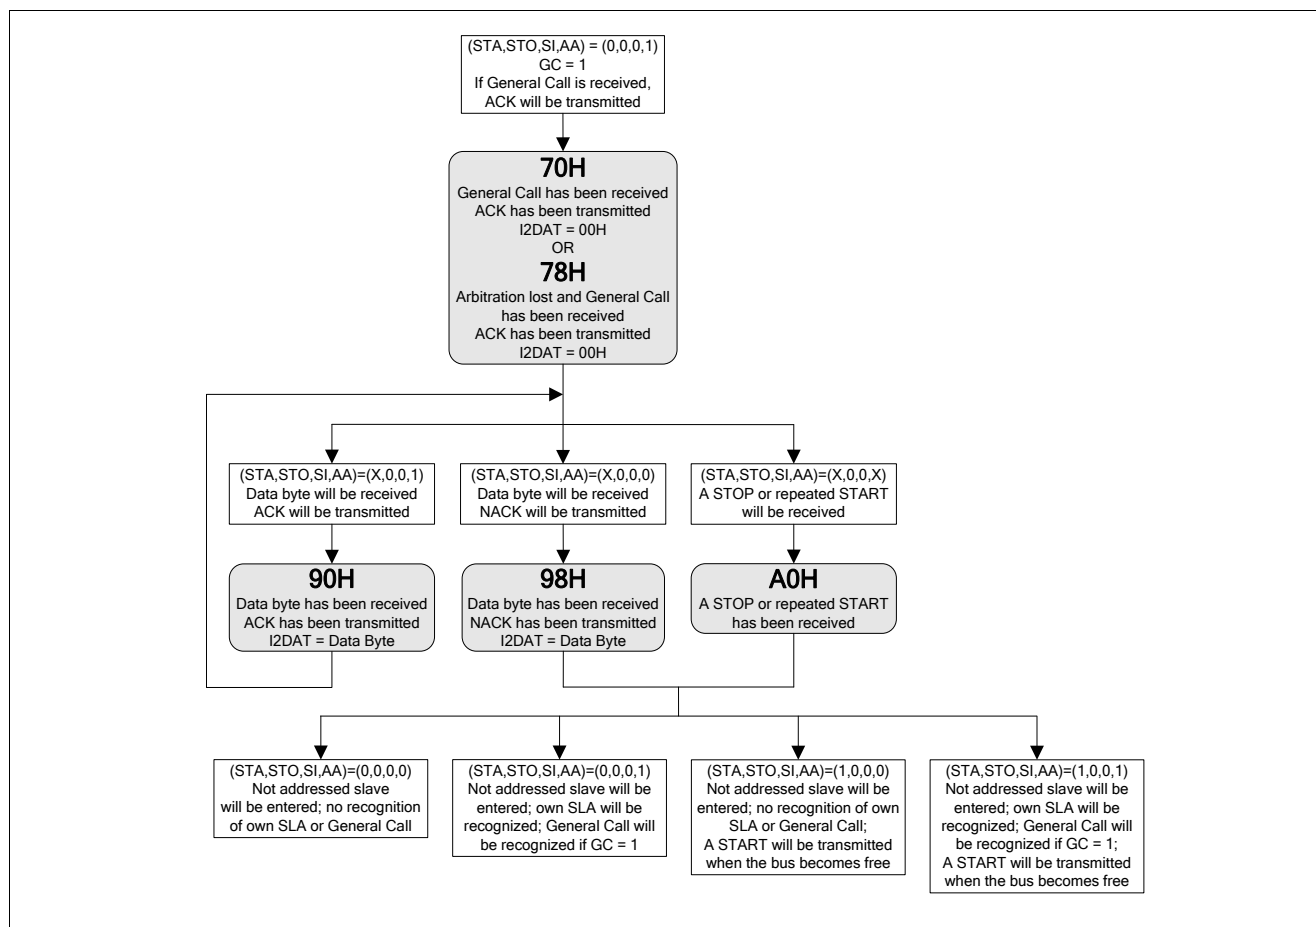 (STA,STO,SI,AA) = (0,0,0,1)
GC = 1
If General Call is received,
ACK will be transmitted
70H
General Call has been received
ACK has been transmitted
I2DAT = 00H
OR
78H
Arbitration lost and General Call
has been received
ACK has been transmitted
I2DAT = 00H
(STA,STO,SI,AA)=(X,0,0,1)
Data byte will be received
ACK will be transmitted
(STA,STO,SI,AA)=(X,0,0,0)
Data byte will be received
NACK will be transmitted
(STA,STO,SI,AA)=(X,0,0,X)
A STOP or repeated START
will be received
90H
Data byte has been received
ACK has been transmitted
I2DAT = Data Byte
98H
Data byte has been received
NACK has been transmitted
I2DAT = Data Byte
A0H
A STOP or repeated START
has been received
(STA,STO,SI,AA)=(0,0,0,0)
Not addressed slave
will be entered; no recognition
of own SLA or General Call
(STA,STO,SI,AA)=(0,0,0,1)
Not addressed slave will be
entered; own SLA will be
recognized; General Call will
be recognized if GC = 1
(STA,STO,SI,AA)=(1,0,0,0)
Not addressed slave will be
entered; no recognition of own
SLA or General Call;
A START will be transmitted
when the bus becomes free
(STA,STO,SI,AA)=(1,0,0,1)
Not addressed slave will be
entered; own SLA will be
recognized; General Call will
be recognized if GC = 1;
A START will be transmitted
when the bus becomes free